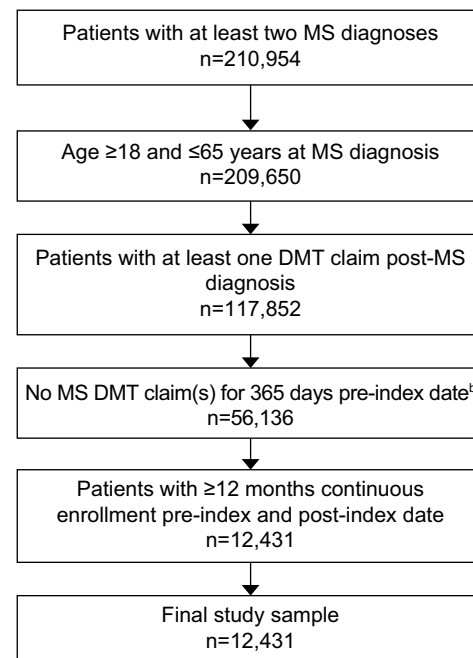 Patients with at least two MS diagnoses
n=210,954
Age ≥18 and ≤65 years at MS diagnosis
n=209,650
Patients with at least one DMT claim post-MS
diagnosis
n=117,852
No MS DMT claim(s) for 365 days pre-index dateᵇ
n=56,136
Patients with ≥12 months continuous
enrollment pre-index and post-index date
n=12,431
Final study sample
n=12,431